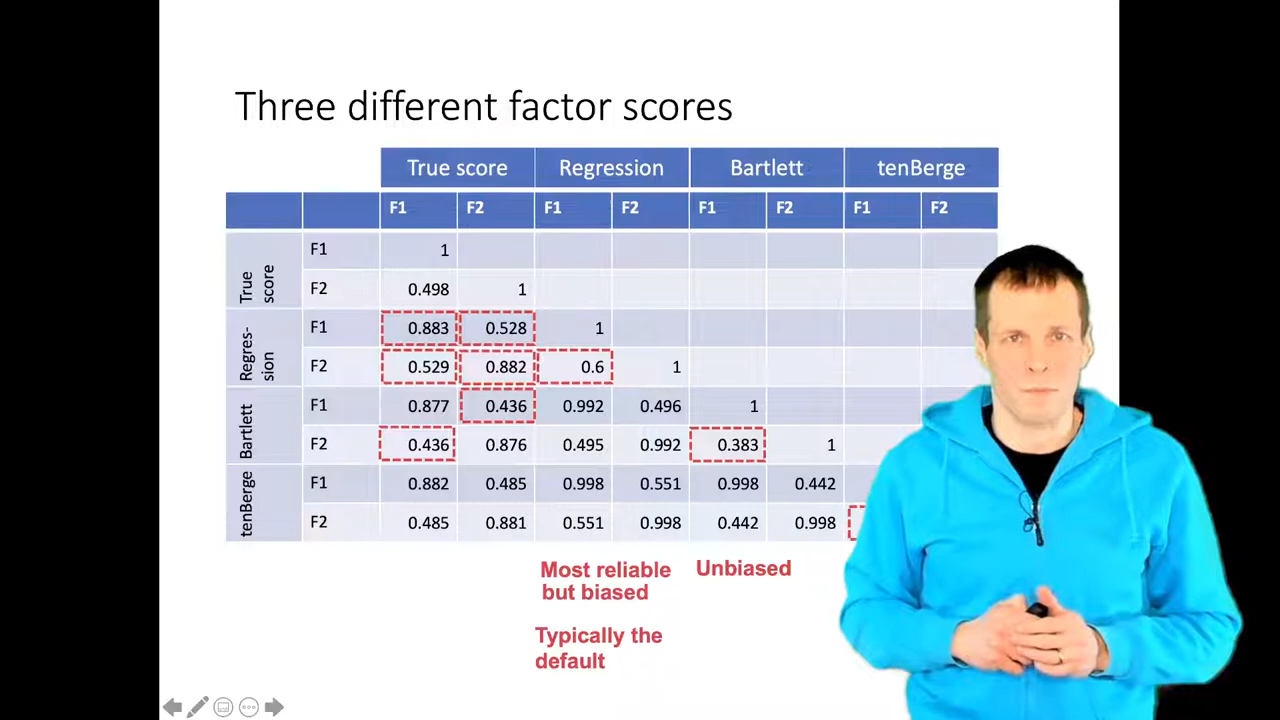 Three different factor scores
True score Regression Bartlett tenBerge
F1 F2 F1 F2 F1 F2 F1 F2
True score F1 1
F2 0.498 1
Regres-sion F1 0.883 0.528 1
F2 0.529 0.882 0.6 1
Bartlett F1 0.877 0.436 0.992 0.496 1
F2 0.436 0.876 0.495 0.992 0.383 1
tenBerge F1 0.882 0.485 0.998 0.551 0.998 0.442
F2 0.485 0.881 0.551 0.998 0.442 0.998
Most reliable Unbiased
but biased
Typically the
default